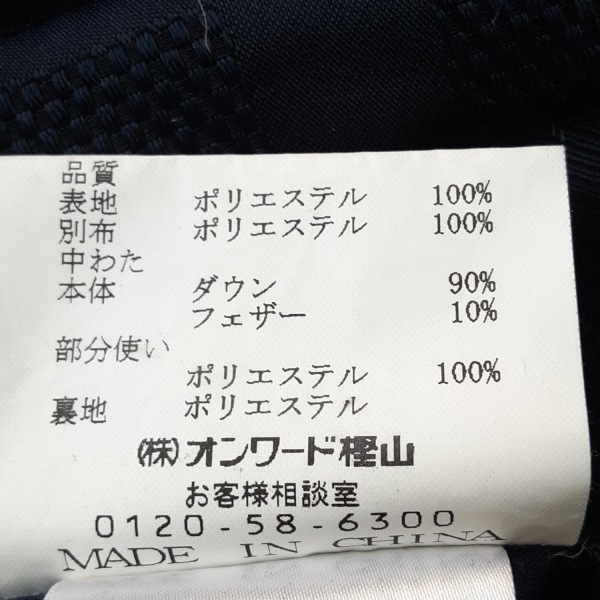 品質
表地 ポリエステル 100%
別布 ポリエステル 100%
中わた
本体 ダウン 90%
フェザー 10%
部分使い
ポリエステル 100%
裏地 ポリエステル
(株)オンワード樫山
お客様相談室
0120-58-6300
MADE IN CHINA